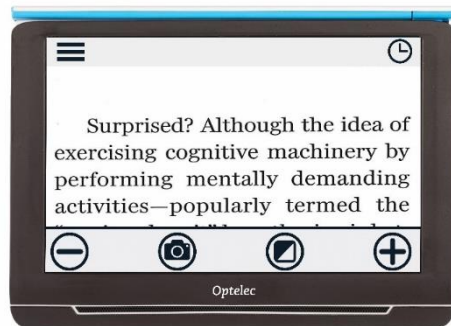 Surprised? Although the idea of
exercising cognitive machinery by
performing mentally demanding
activities—popularly termed the
Optelec